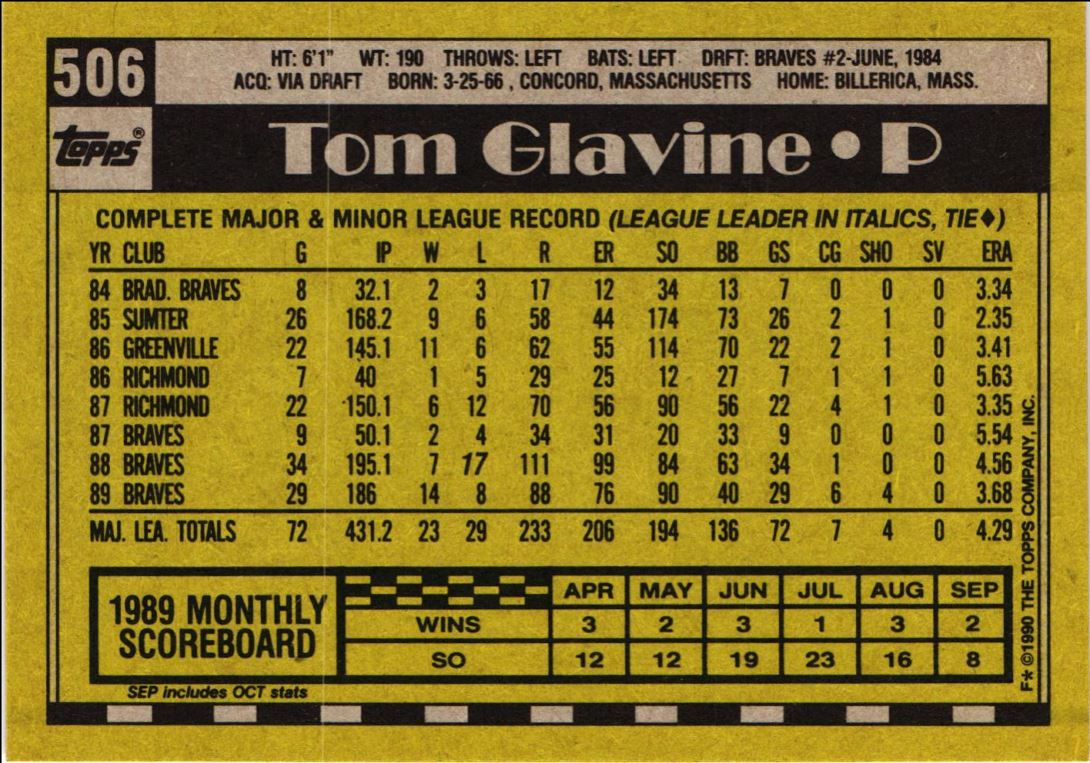 506
HT: 6'1" WT: 190 THROWS: LEFT BATS: LEFT DRFT: BRAVES #2-JUNE, 1984
ACQ: VIA DRAFT BORN: 3-25-66 , CONCORD, MASSACHUSETTS HOME: BILLERICA, MASS.
topps®
Tom Glavine • P
COMPLETE MAJOR & MINOR LEAGUE RECORD (LEAGUE LEADER IN ITALICS, TIE♦)
YR CLUB G IP W L R ER SO BB GS CG SHO SV ERA
84 BRAD. BRAVES 8 32.1 2 3 17 12 34 13 7 0 0 0 3.34
85 SUMTER 26 168.2 9 6 58 44 174 73 26 2 1 0 2.35
86 GREENVILLE 22 145.1 11 6 62 55 114 70 22 2 1 0 3.41
86 RICHMOND 7 40 1 5 29 25 12 27 7 1 1 0 5.63
87 RICHMOND 22 150.1 6 12 70 56 90 56 22 4 1 0 3.35
87 BRAVES 9 50.1 2 4 34 31 20 33 9 0 0 0 5.54
88 BRAVES 34 195.1 7 17 111 99 84 63 34 1 0 0 4.56
89 BRAVES 29 186 14 8 88 76 90 40 29 6 4 0 3.68
MAJ. LEA. TOTALS 72 431.2 23 29 233 206 194 136 72 7 4 0 4.29
1989 MONTHLY
SCOREBOARD
APR MAY JUN JUL AUG SEP
WINS 3 2 3 1 3 2
SO 12 12 19 23 16 8
SEP includes OCT stats
F* ©1990 THE TOPPS COMPANY, INC.